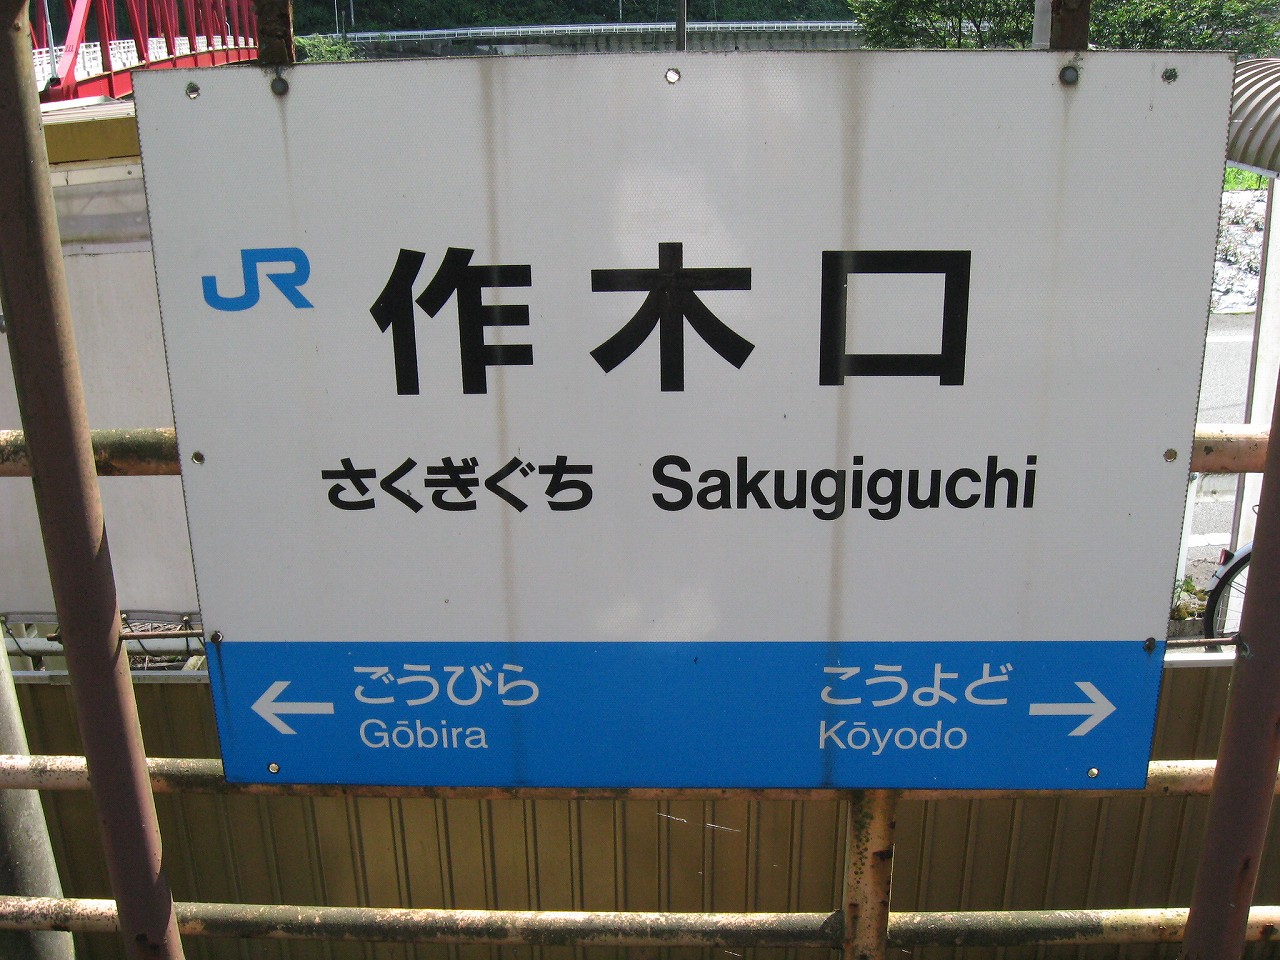 JR 作木口
さくぎぐち Sakugiguchi
← ごうびら こうよど →
Gōbira Kōyodo